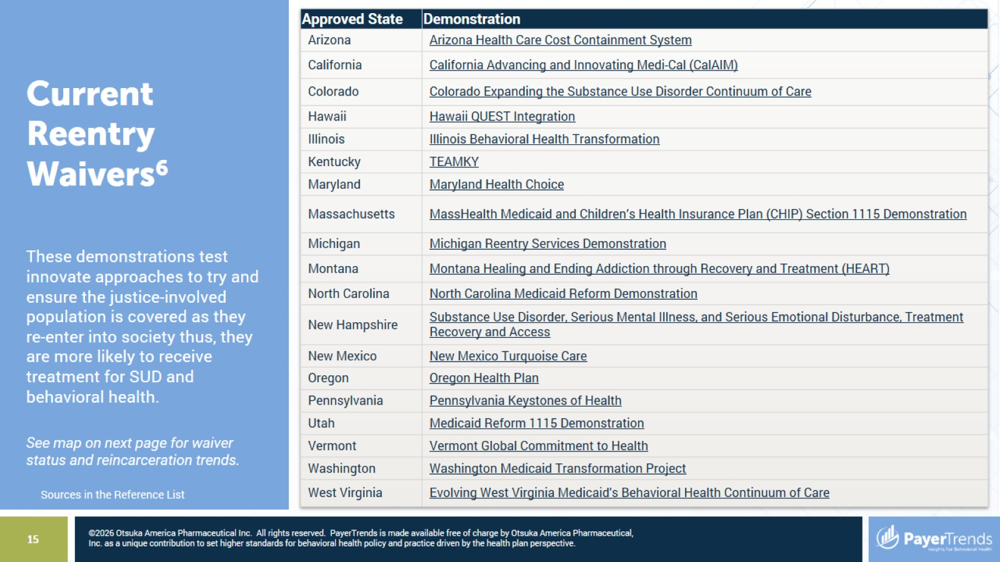 Current
Reentry
Waivers⁶
These demonstrations test
innovate approaches to try and
ensure the justice-involved
population is covered as they
re-enter into society thus, they
are more likely to receive
treatment for SUD and
behavioral health.
See map on next page for waiver
status and reincarceration trends.
Sources in the Reference List
Approved State Demonstration
Arizona Arizona Health Care Cost Containment System
California California Advancing and Innovating Medi-Cal (CalAIM)
Colorado Colorado Expanding the Substance Use Disorder Continuum of Care
Hawaii Hawaii QUEST Integration
Illinois Illinois Behavioral Health Transformation
Kentucky TEAMKY
Maryland Maryland Health Choice
Massachusetts MassHealth Medicaid and Children's Health Insurance Plan (CHIP) Section 1115 Demonstration
Michigan Michigan Reentry Services Demonstration
Montana Montana Healing and Ending Addiction through Recovery and Treatment (HEART)
North Carolina North Carolina Medicaid Reform Demonstration
New Hampshire Substance Use Disorder, Serious Mental Illness, and Serious Emotional Disturbance, Treatment
Recovery and Access
New Mexico New Mexico Turquoise Care
Oregon Oregon Health Plan
Pennsylvania Pennsylvania Keystones of Health
Utah Medicaid Reform 1115 Demonstration
Vermont Vermont Global Commitment to Health
Washington Washington Medicaid Transformation Project
West Virginia Evolving West Virginia Medicaid's Behavioral Health Continuum of Care
15
©2026 Otsuka America Pharmaceutical Inc. All rights reserved. PayerTrends is made available free of charge by Otsuka America Pharmaceutical,
Inc. as a unique contribution to set higher standards for behavioral health policy and practice driven by the health plan perspective.
PayerTrends
Insights For Behavioral Health